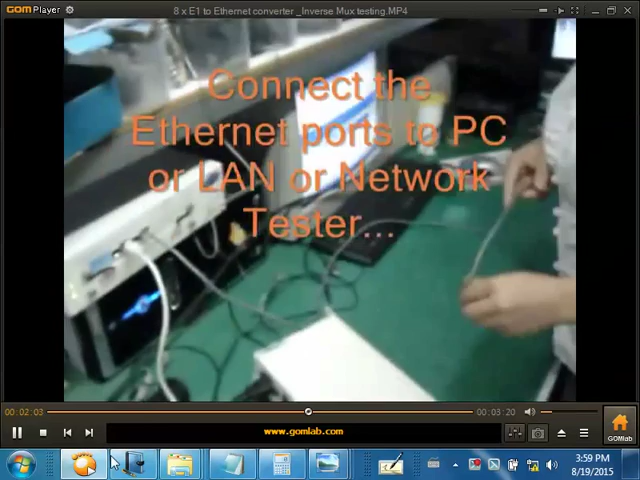 GOM Player
8 x E1 to Ethernet converter _Inverse Mux testing.MP4
Connect the
Ethernet ports to PC
or LAN or Network
Tester...
00:02:03
00:03:20
www.gomlab.com
GOMlab
3:59 PM
8/19/2015